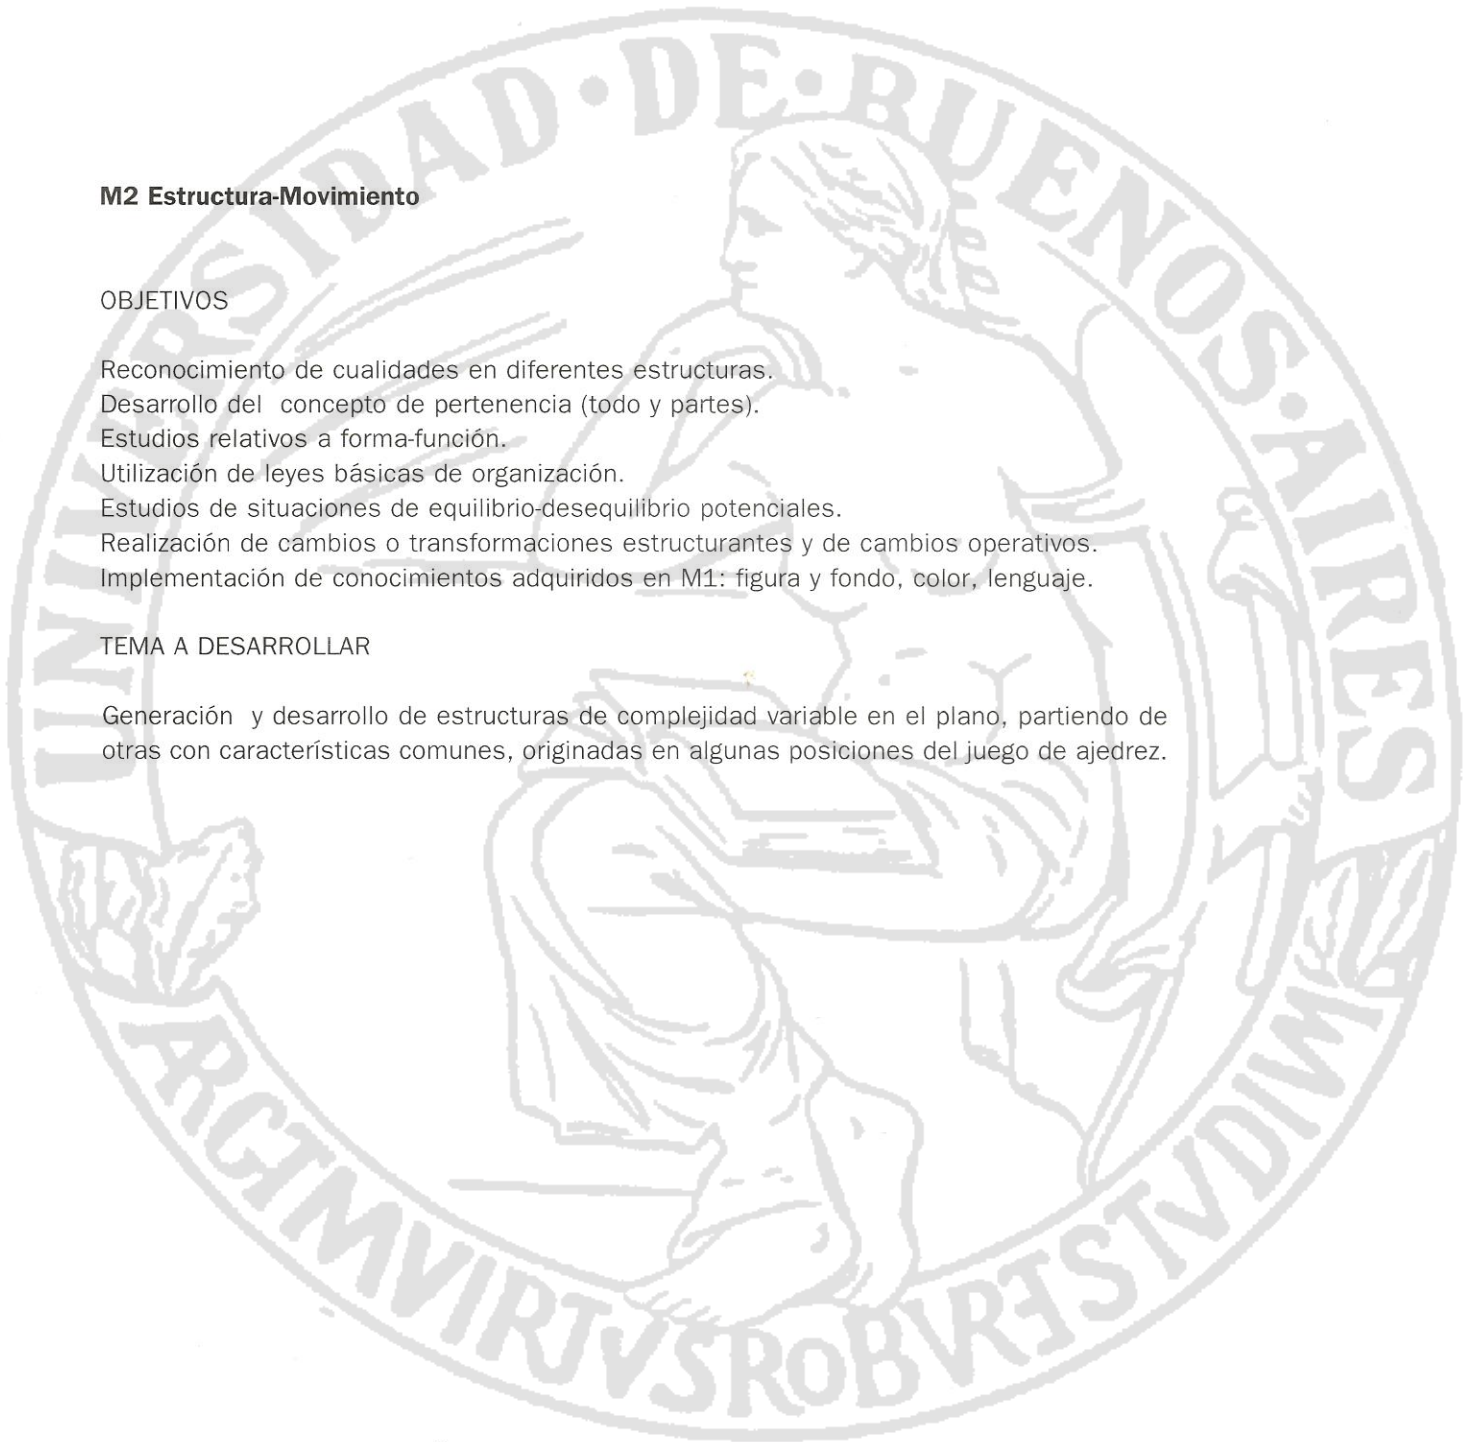 UNIVERSIDAD·DE·BUENOS·AIRES
M2 Estructura-Movimiento
OBJETIVOS
Reconocimiento de cualidades en diferentes estructuras.
Desarrollo del concepto de pertenencia (todo y partes).
Estudios relativos a forma-función.
Utilización de leyes básicas de organización.
Estudios de situaciones de equilibrio-desequilibrio potenciales.
Realización de cambios o transformaciones estructurantes y de cambios operativos.
Implementación de conocimientos adquiridos en M1: figura y fondo, color, lenguaje.
TEMA A DESARROLLAR
Generación y desarrollo de estructuras de complejidad variable en el plano, partiendo de
otras con características comunes, originadas en algunas posiciones del juego de ajedrez.
ARGTMVIRTVSROBVRETSTVDIVM